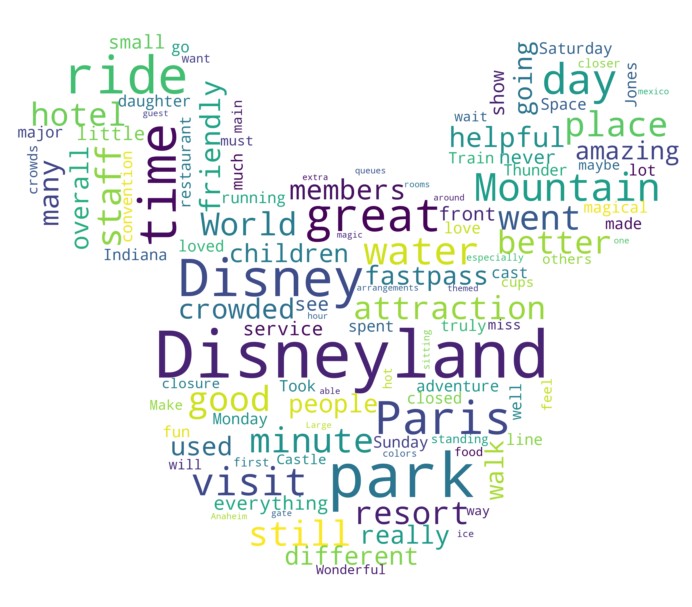 small
go
want
ride
daughter
hotel
guest
major
little
crowds
many
overall
staff
convention
time
restaurant
friendly
much
main
must
running
Indiana
loved
going
Saturday
closer
Jones
mexico
show
day
Space
wait
helpful
place
Train
never
amazing
Thunder
maybe
lot
Mountain
magical
made
went
better
one
others
extra
queues
rooms
members
around
great
front
love
World
magic
children
water
especially
Disney
fastpass
cast
cups
arrangements
themed
crowded
see
hour
attraction
service
spent
truly
miss
sitting
Disneyland
closure
Took
able
hot
adventure
well
feel
Make
good
people
closed
Monday
Large
Paris
fun
used
minute
Sunday
standing
line
colors
food
will
first
Castle
walk
visit
park
everything
Anaheim
gate
resort
way
still
really
ice
different
Wonderful